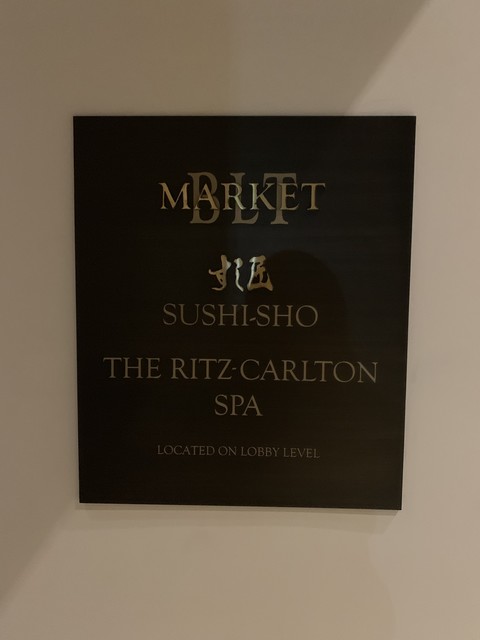 BLT
MARKET
すし匠
SUSHI-SHO
THE RITZ-CARLTON
SPA
LOCATED ON LOBBY LEVEL